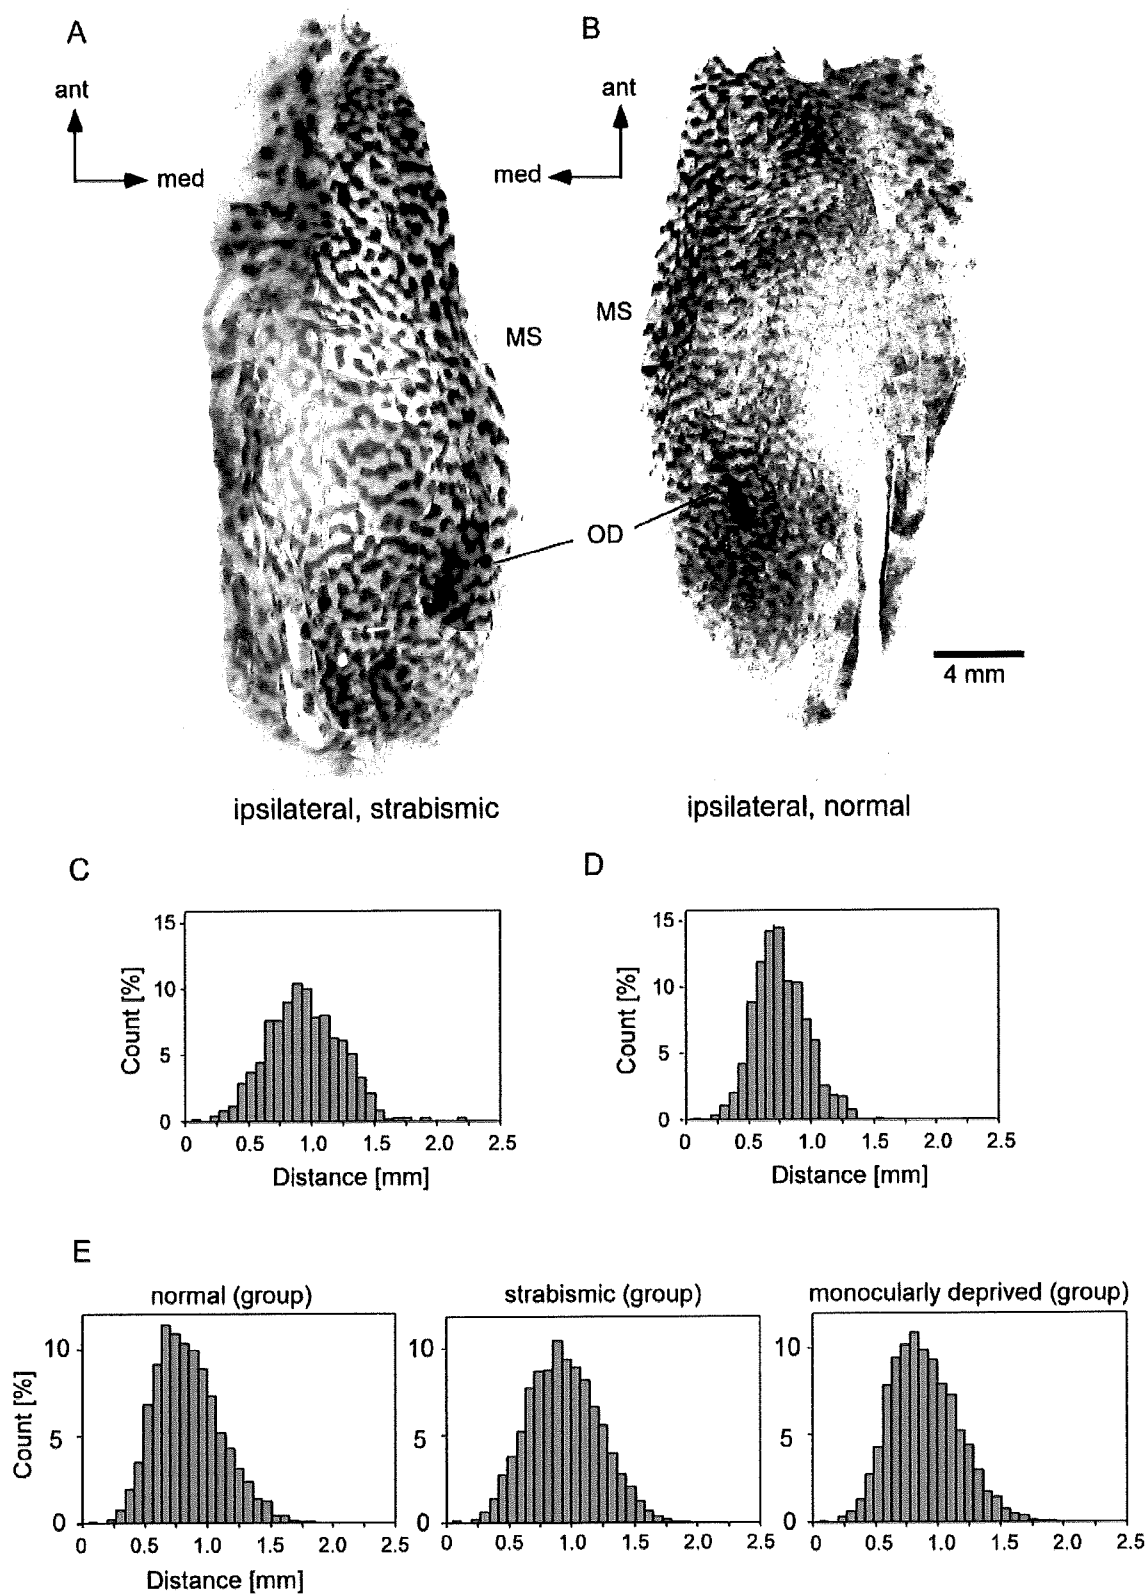 A
B
ant
med
ant
med
MS
MS
OD
4 mm
ipsilateral, strabismic
ipsilateral, normal
C
D
15
10
5
0
Count [%]
0 0.5 1.0 1.5 2.0 2.5
Distance [mm]
15
10
5
0
Count [%]
0 0.5 1.0 1.5 2.0 2.5
Distance [mm]
E
normal (group)
strabismic (group)
monocularly deprived (group)
10
5
0
Count [%]
0.5 1.0 1.5 2.0 2.5
Distance [mm]
10
5
0
0.5 1.0 1.5 2.0 2.5
10
5
0
0.5 1.0 1.5 2.0 2.5